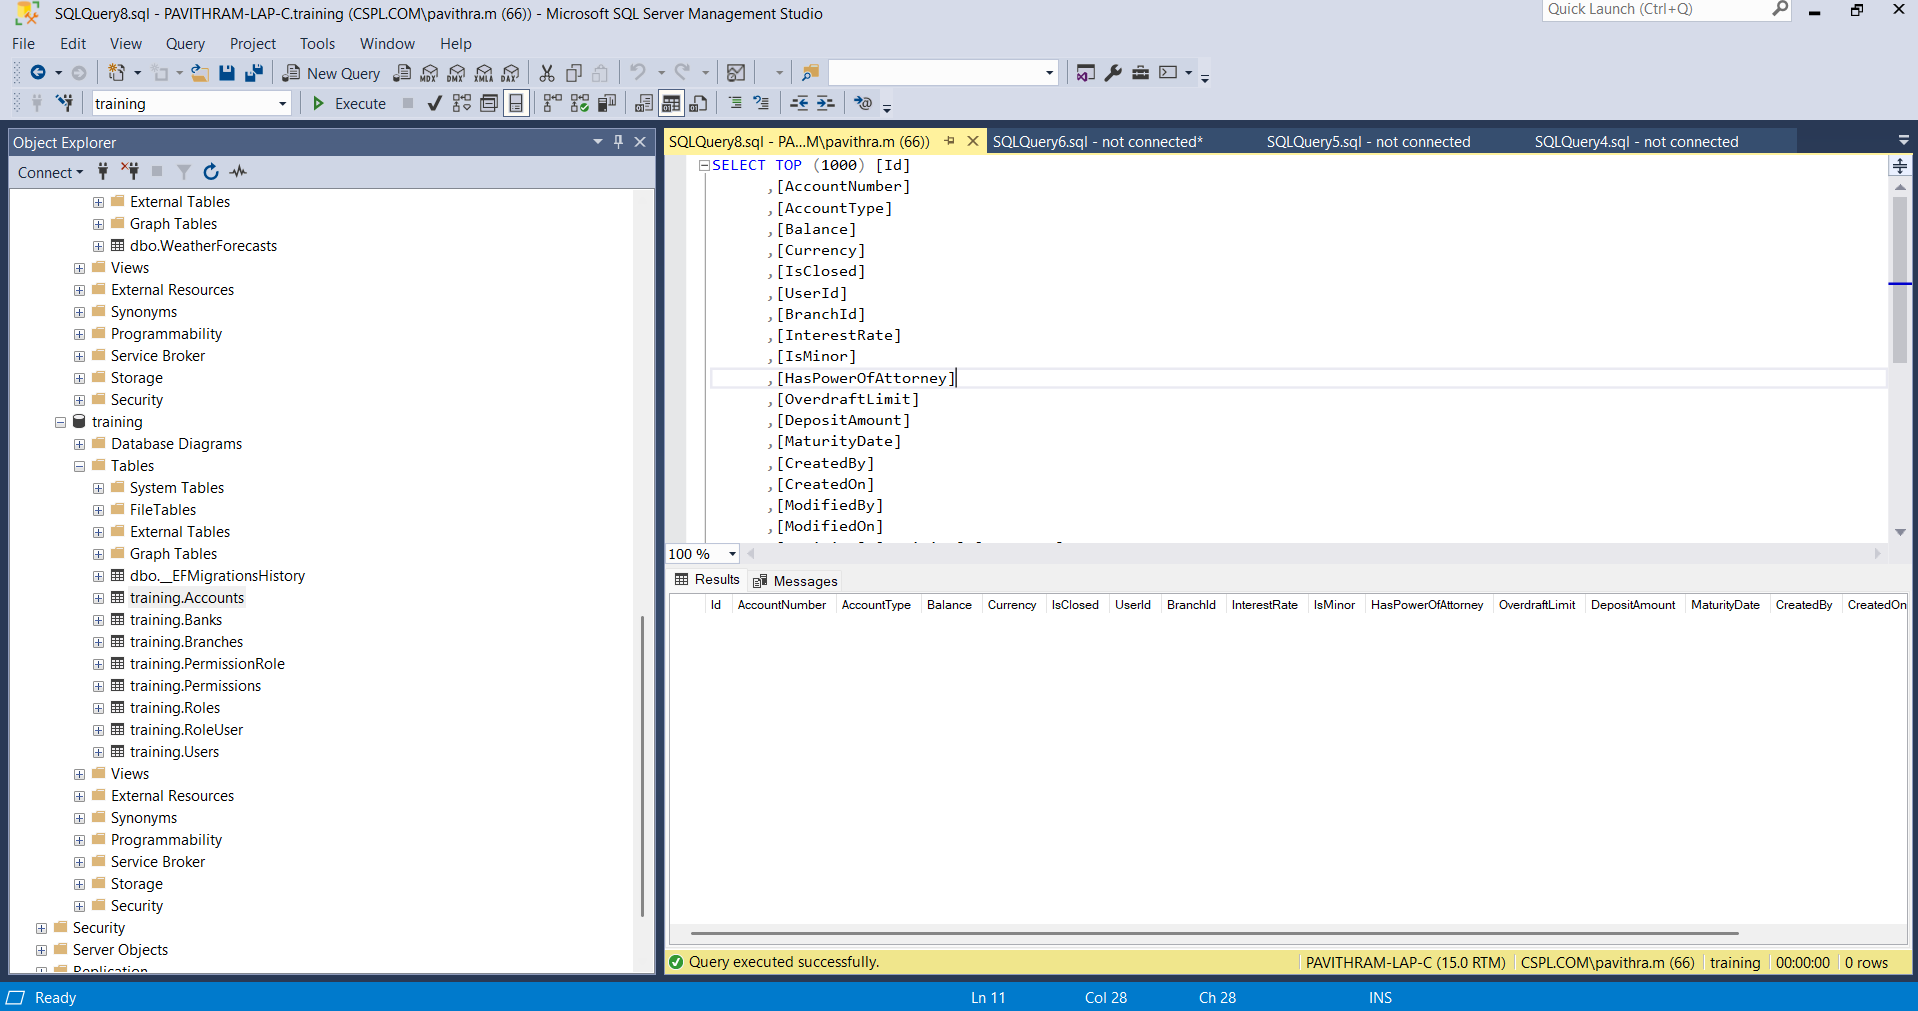 SQLQuery8.sql - PAVITHRAM-LAP-C.training (CSPL.COM\pavithra.m (66)) - Microsoft SQL Server Management Studio
Quick Launch (Ctrl+Q)
File Edit View Query Project Tools Window Help
New Query MDX DMX XMLA DAX
training Execute
Object Explorer
Connect
External Tables
Graph Tables
dbo.WeatherForecasts
Views
External Resources
Synonyms
Programmability
Service Broker
Storage
Security
training
Database Diagrams
Tables
System Tables
FileTables
External Tables
Graph Tables
dbo.__EFMigrationsHistory
training.Accounts
training.Banks
training.Branches
training.PermissionRole
training.Permissions
training.Roles
training.RoleUser
training.Users
Views
External Resources
Synonyms
Programmability
Service Broker
Storage
Security
Security
Server Objects
Replication
SQLQuery8.sql - PA...M\pavithra.m (66)) SQLQuery6.sql - not connected* SQLQuery5.sql - not connected SQLQuery4.sql - not connected
SELECT TOP (1000) [Id]
,[AccountNumber]
,[AccountType]
,[Balance]
,[Currency]
,[IsClosed]
,[UserId]
,[BranchId]
,[InterestRate]
,[IsMinor]
,[HasPowerOfAttorney]
,[OverdraftLimit]
,[DepositAmount]
,[MaturityDate]
,[CreatedBy]
,[CreatedOn]
,[ModifiedBy]
,[ModifiedOn]
100 %
Results Messages
Id AccountNumber AccountType Balance Currency IsClosed UserId BranchId InterestRate IsMinor HasPowerOfAttorney OverdraftLimit DepositAmount MaturityDate CreatedBy CreatedOn
Query executed successfully. PAVITHRAM-LAP-C (15.0 RTM) CSPL.COM\pavithra.m (66) training 00:00:00 0 rows
Ready Ln 11 Col 28 Ch 28 INS